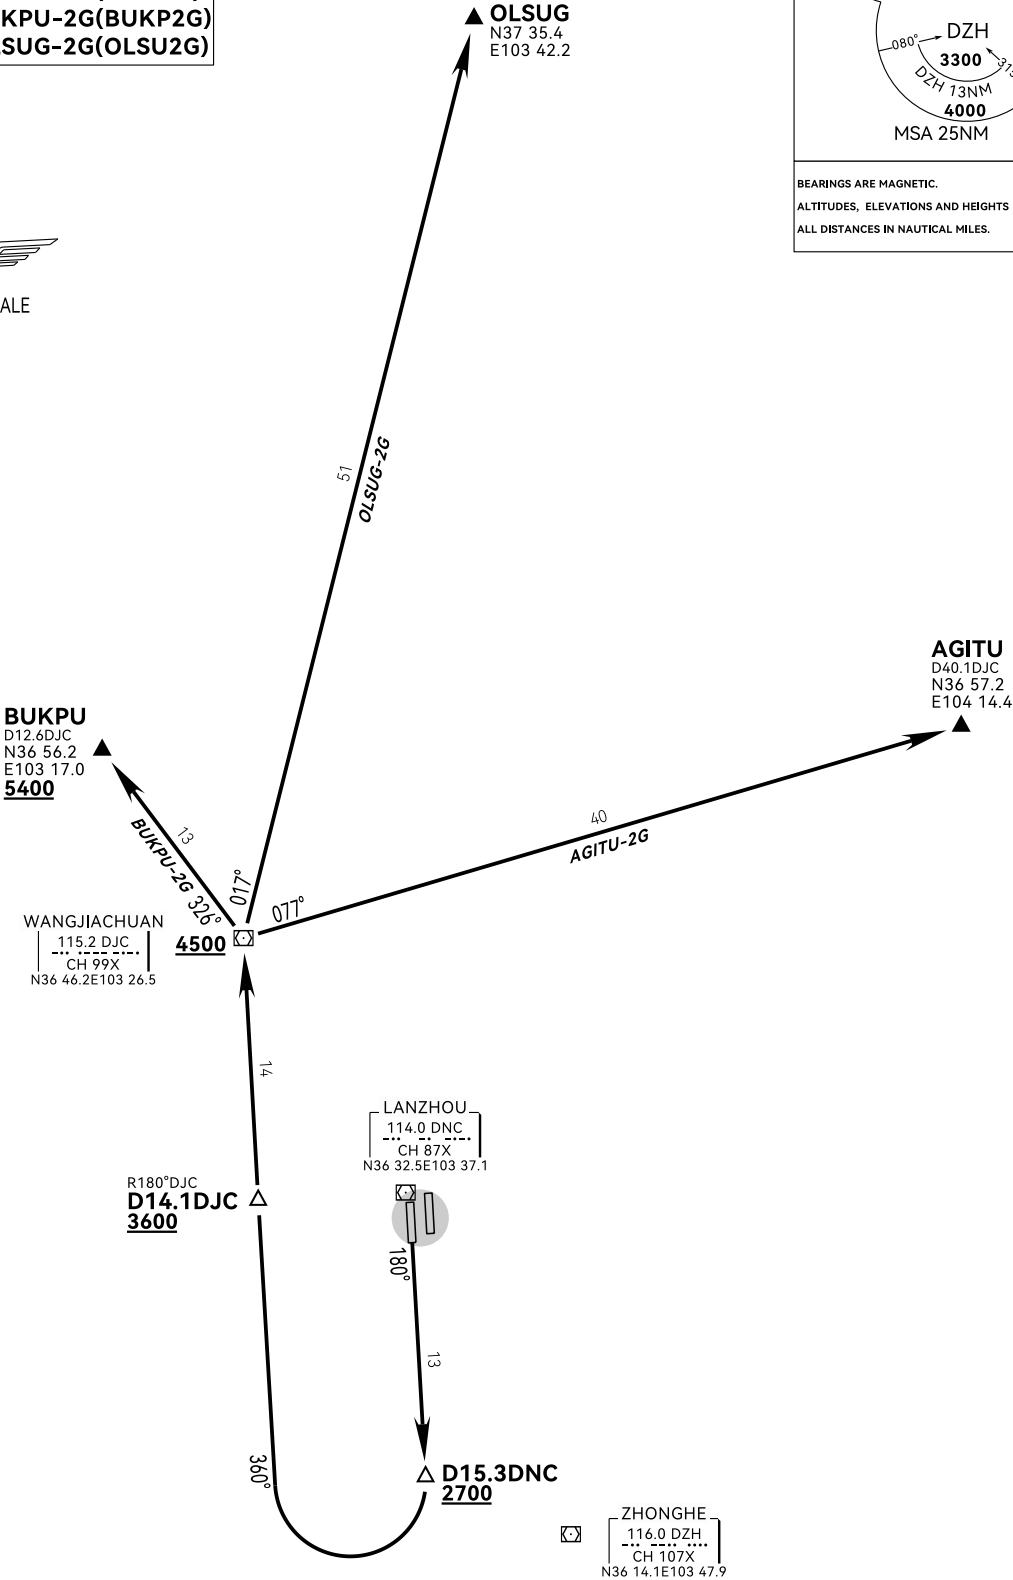 KPU-2G(BUKP2G)
SUG-2G(OLSU2G)
OLSUG
N37 35.4
E103 42.2
080°
DZH
3300
DZH 13NM
4000
MSA 25NM
BEARINGS ARE MAGNETIC.
ALTITUDES, ELEVATIONS AND HEIGHTS
ALL DISTANCES IN NAUTICAL MILES.
ALE
51
OLSUG-2G
AGITU
D40.1DJC
N36 57.2
E104 14.4
BUKPU
D12.6DJC
N36 56.2
E103 17.0
5400
13
BUKPU-2G 326°
017°
077°
40
AGITU-2G
WANGJIACHUAN
115.2 DJC
CH 99X
N36 46.2E103 26.5
4500
14
LANZHOU
114.0 DNC
CH 87X
N36 32.5E103 37.1
R180°DJC
D14.1DJC
3600
180°
13
360°
D15.3DNC
2700
ZHONGHE
116.0 DZH
CH 107X
N36 14.1E103 47.9